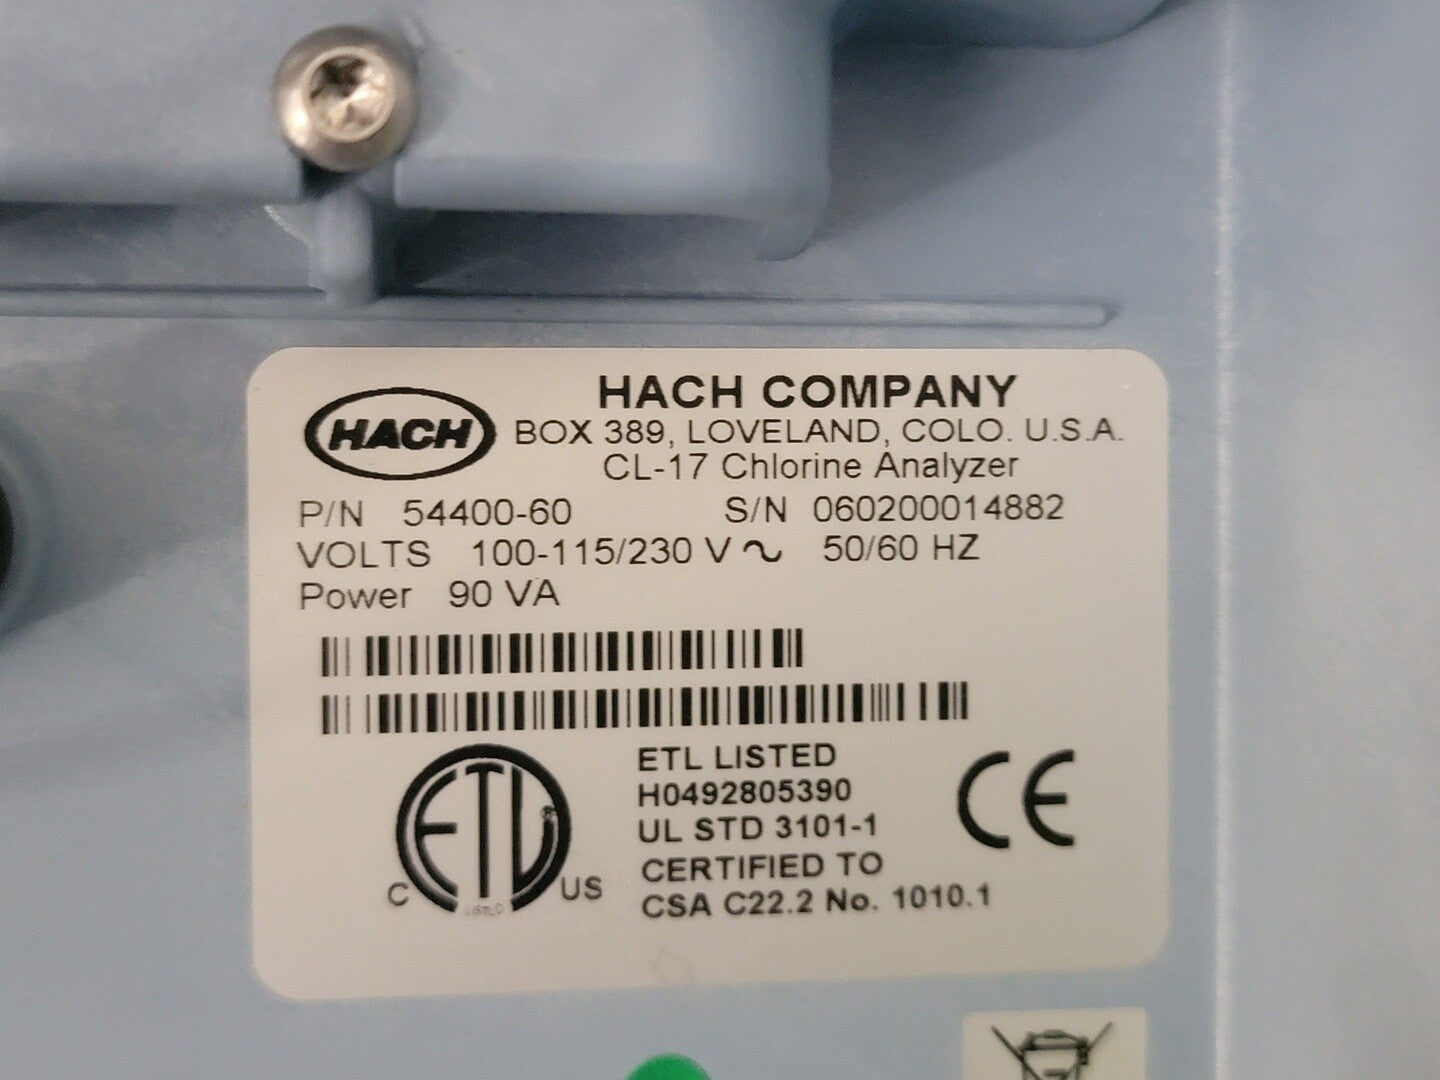 HACH COMPANY
HACH
BOX 389, LOVELAND, COLO. U.S.A.
CL-17 Chlorine Analyzer
P/N 54400-60 S/N 060200014882
VOLTS 100-115/230 V ~ 50/60 HZ
Power 90 VA
ETL LISTED
H0492805390
UL STD 3101-1
CERTIFIED TO
CSA C22.2 No. 1010.1
C ETL ® US
LISTED
CE